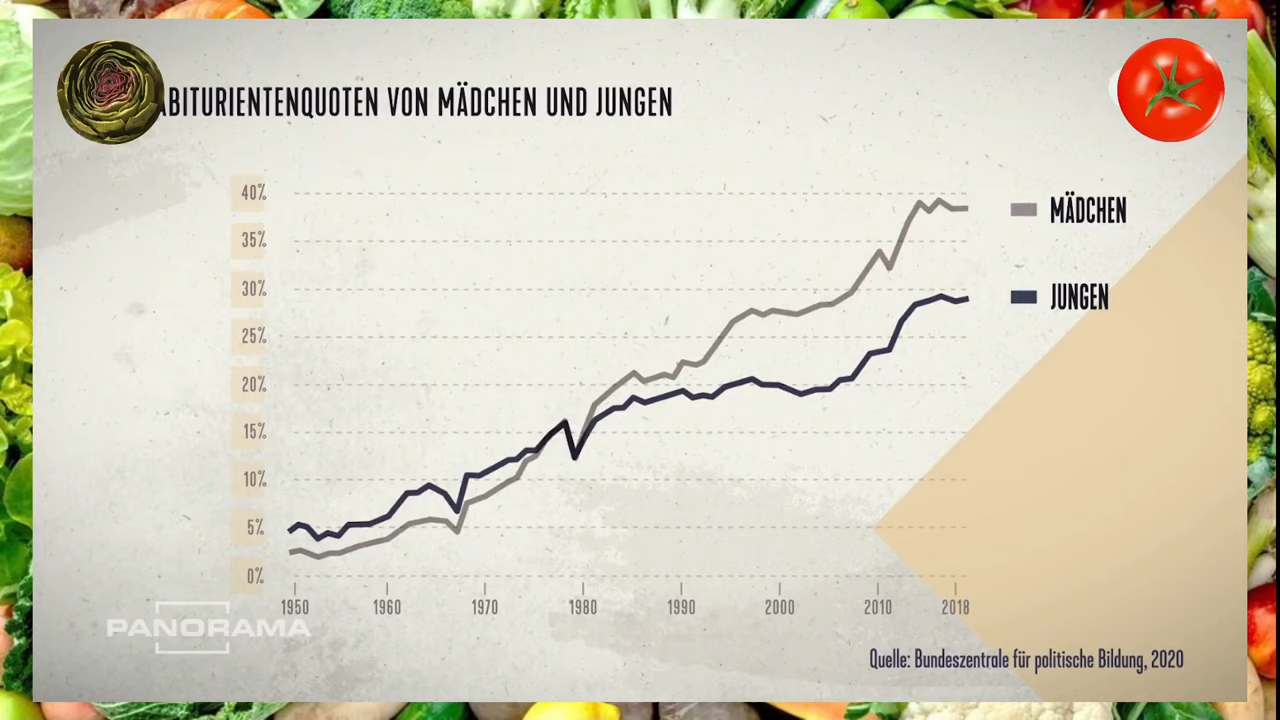 ABITURIENTENQUOTEN VON MÄDCHEN UND JUNGEN
40%
35%
30%
25%
20%
15%
10%
5%
0%
MÄDCHEN
JUNGEN
1950 1960 1970 1980 1990 2000 2010 2018
PANORAMA
Quelle: Bundeszentrale für politische Bildung, 2020